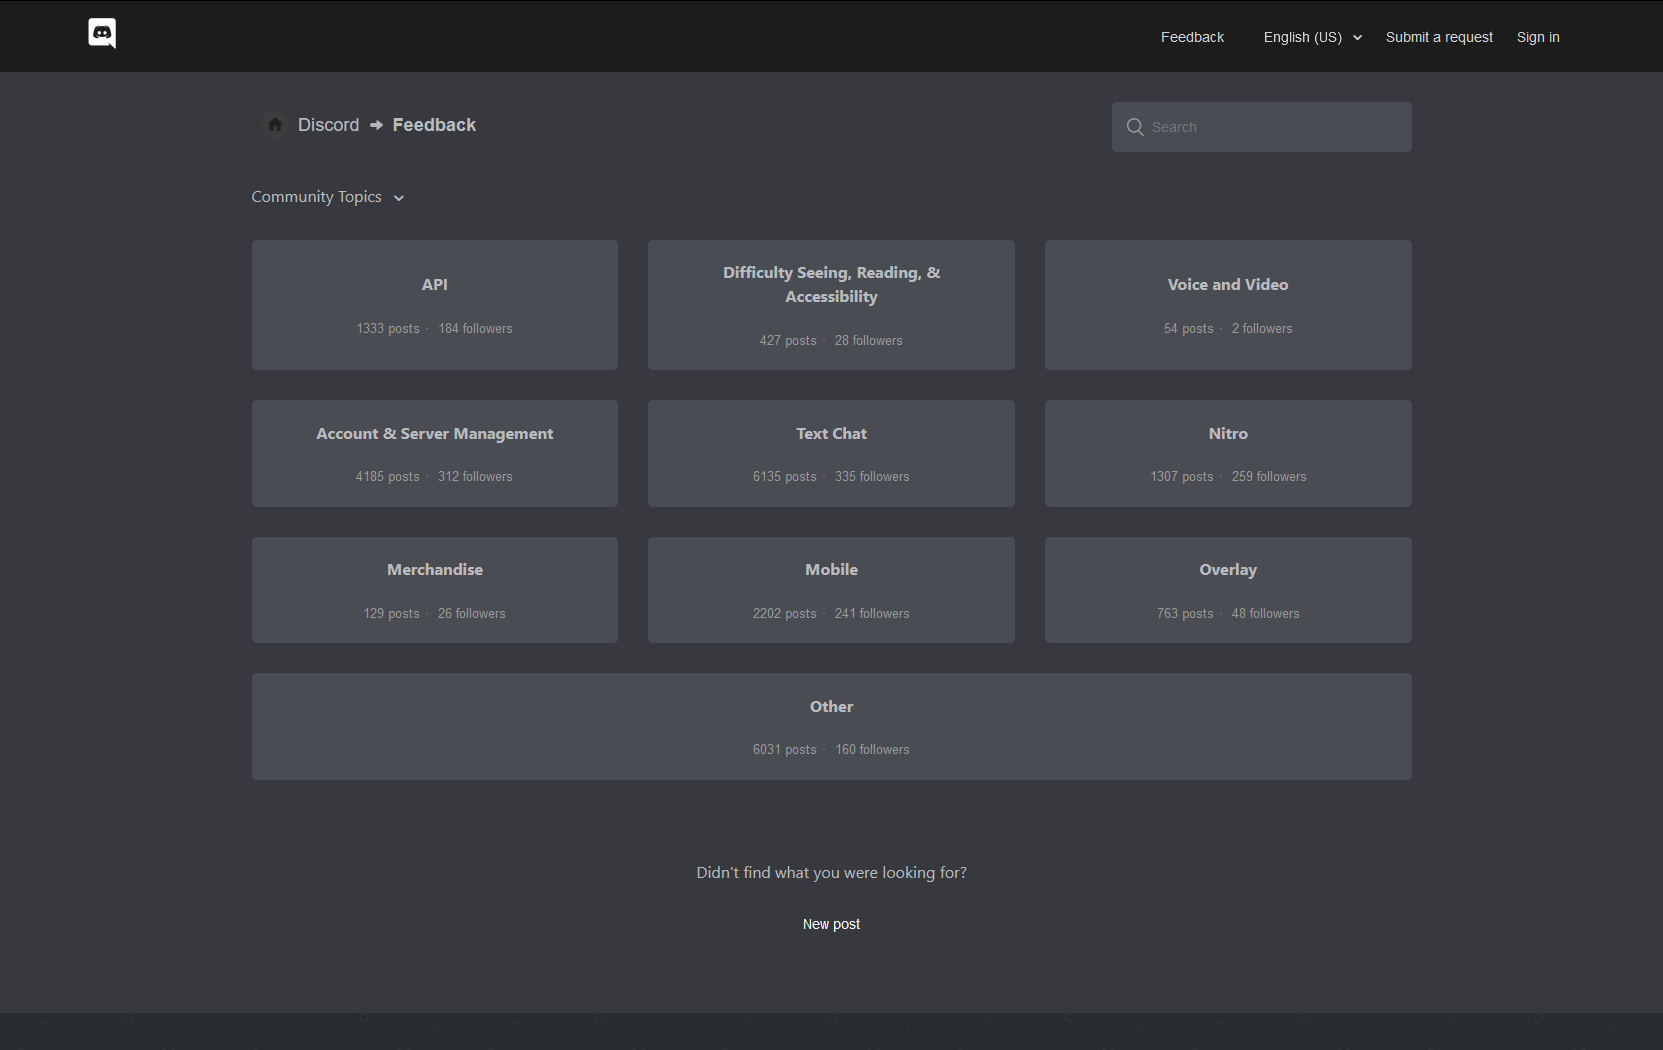 Feedback English (US) Submit a request Sign in
Discord Feedback
Search
Community Topics
API
1333 posts · 184 followers
Difficulty Seeing, Reading, &
Accessibility
427 posts · 28 followers
Voice and Video
54 posts · 2 followers
Account & Server Management
4185 posts · 312 followers
Text Chat
6135 posts · 335 followers
Nitro
1307 posts · 259 followers
Merchandise
129 posts · 26 followers
Mobile
2202 posts · 241 followers
Overlay
763 posts · 48 followers
Other
6031 posts · 160 followers
Didn't find what you were looking for?
New post